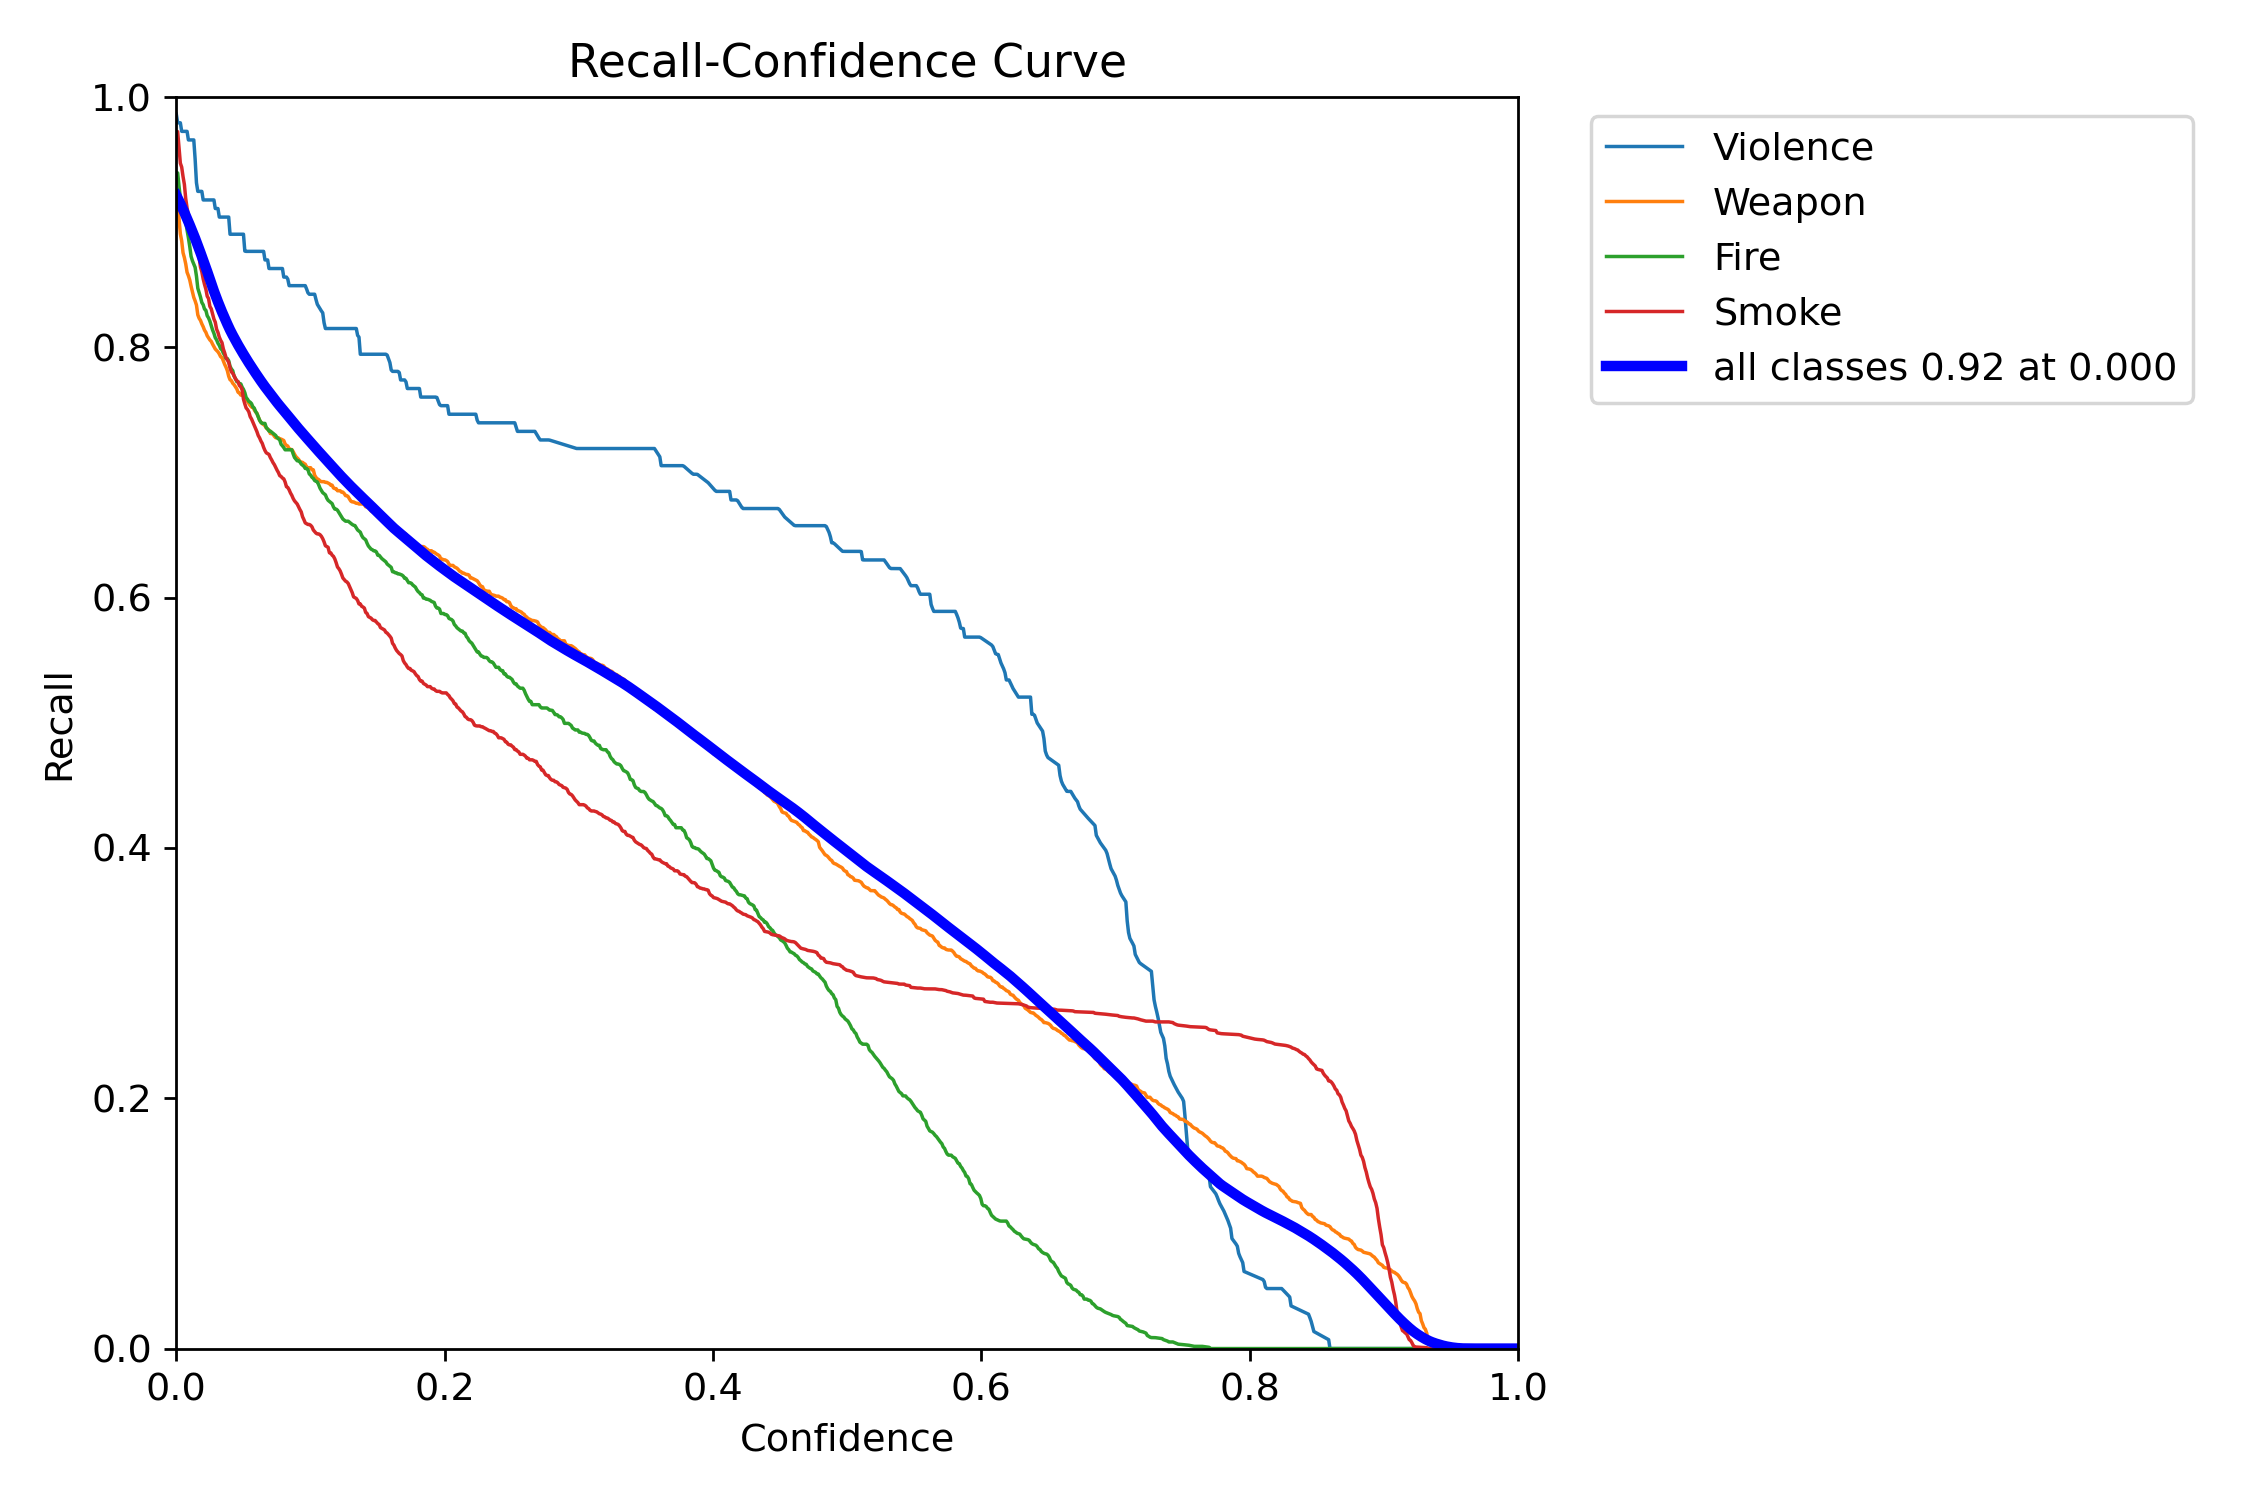 Recall-Confidence Curve
1.0
0.8
0.6
0.4
0.2
0.0
Recall
0.0 0.2 0.4 0.6 0.8 1.0
Confidence
Violence
Weapon
Fire
Smoke
all classes 0.92 at 0.000